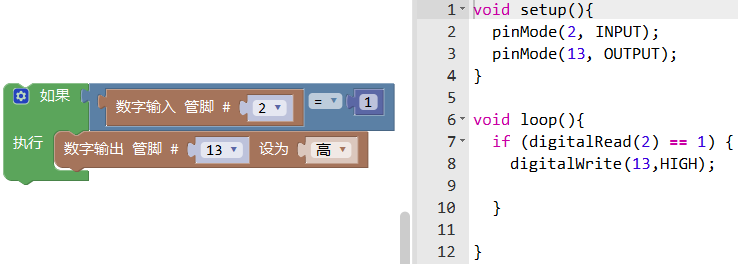 如果 数字输入 管脚 # 2 = 1
执行 数字输出 管脚 # 13 设为 高
1 void setup(){
2   pinMode(2, INPUT);
3   pinMode(13, OUTPUT);
4 }
5
6 void loop(){
7   if (digitalRead(2) == 1) {
8     digitalWrite(13,HIGH);
9
10   }
11
12 }